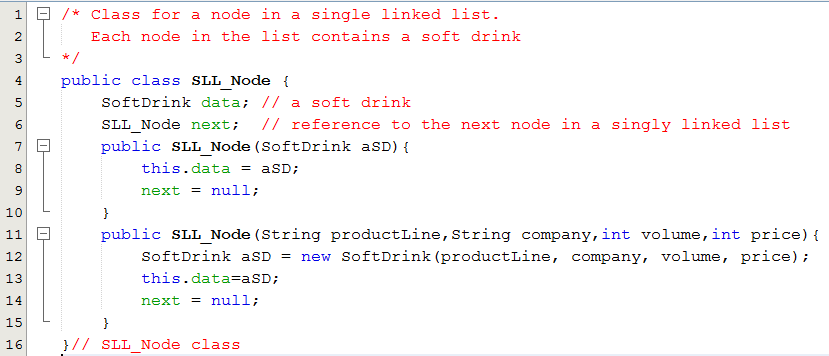 1 /* Class for a node in a single linked list.
2 Each node in the list contains a soft drink
3 */
4 public class SLL_Node {
5 SoftDrink data; // a soft drink
6 SLL_Node next;  // reference to the next node in a singly linked list
7 public SLL_Node(SoftDrink aSD){
8 this.data = aSD;
9 next = null;
10 }
11 public SLL_Node(String productLine,String company,int volume,int price){
12 SoftDrink aSD = new SoftDrink(productLine, company, volume, price);
13 this.data=aSD;
14 next = null;
15 }
16 }// SLL_Node class